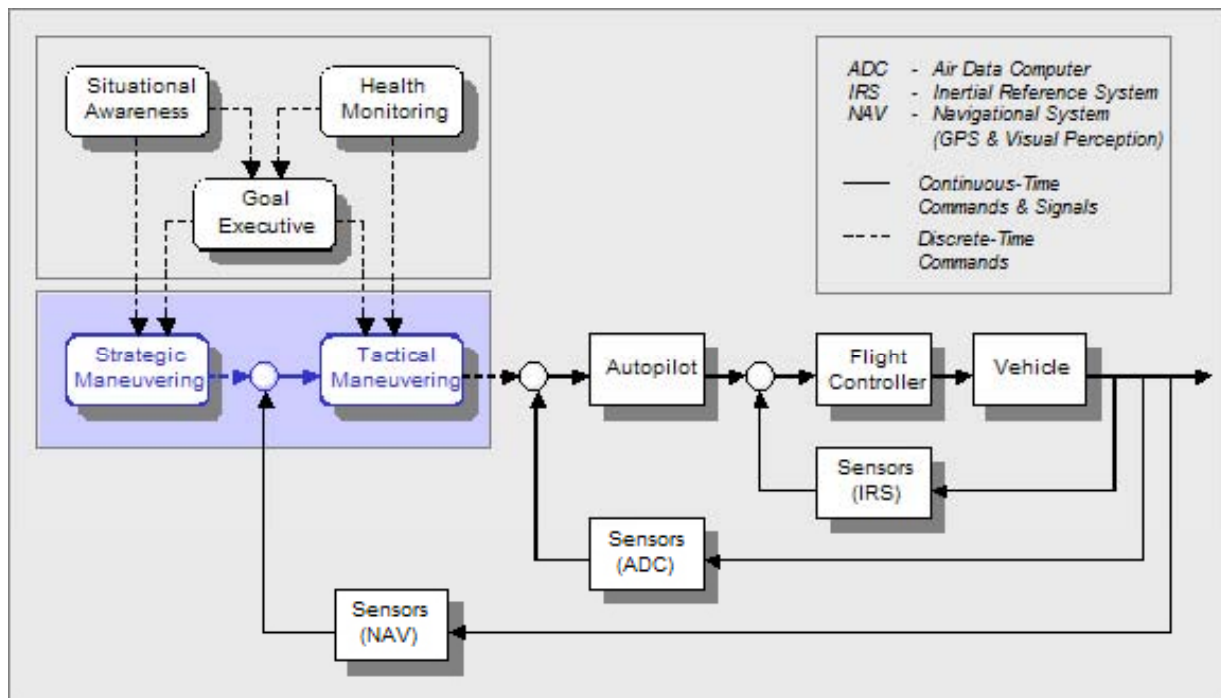 Situational
Awareness
Health
Monitoring
Goal
Executive
ADC - Air Data Computer
IRS - Inertial Reference System
NAV - Navigational System
(GPS & Visual Perception)
Continuous-Time
Commands & Signals
Discrete-Time
Commands
Strategic
Maneuvering
Tactical
Maneuvering
Autopilot
Flight
Controller
Vehicle
Sensors
(IRS)
Sensors
(ADC)
Sensors
(NAV)